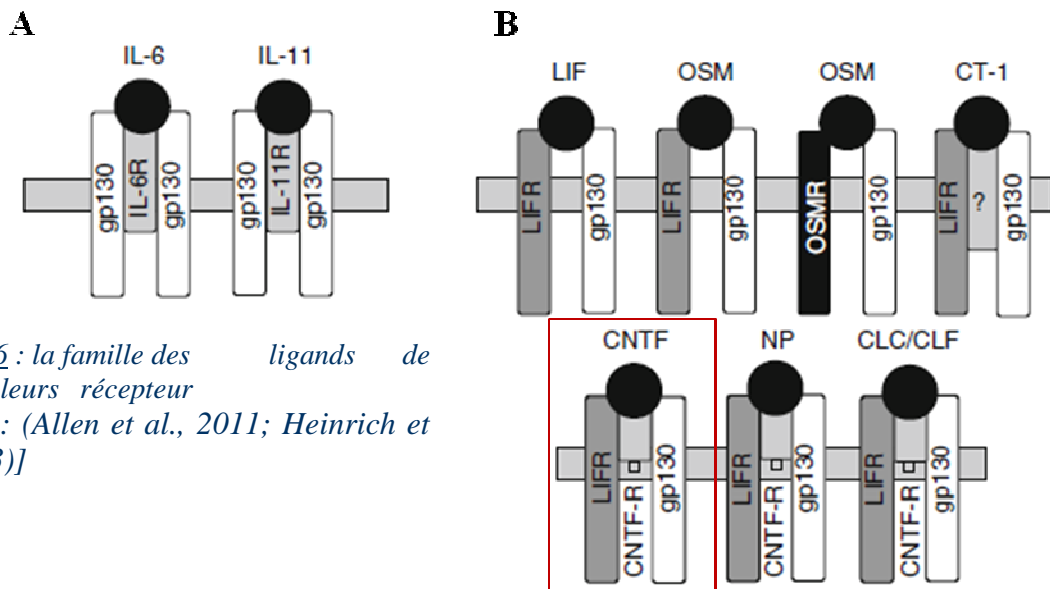 A
B
IL-6
IL-11
gp130
IL-6R
gp130
gp130
IL-11R
gp130
LIF
OSM
OSM
CT-1
LIFR
gp130
LIFR
gp130
OSMR
gp130
LIFR
?
gp130
6 : la famille des ligands de
leurs récepteur
: (Allen et al., 2011; Heinrich et
)]
CNTF
NP
CLC/CLF
LIFR
CNTF-R
gp130
LIFR
CNTF-R
gp130
LIFR
CNTF-R
gp130